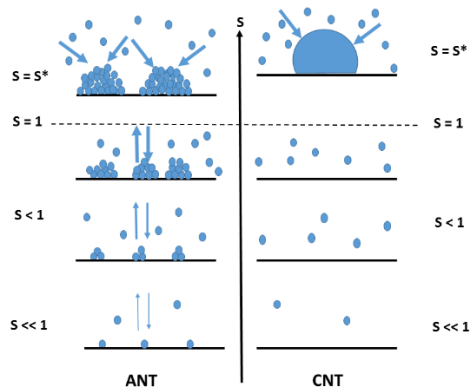 S
S = S*
S = S*
S = 1
S = 1
S < 1
S < 1
S << 1
S << 1
ANT
CNT